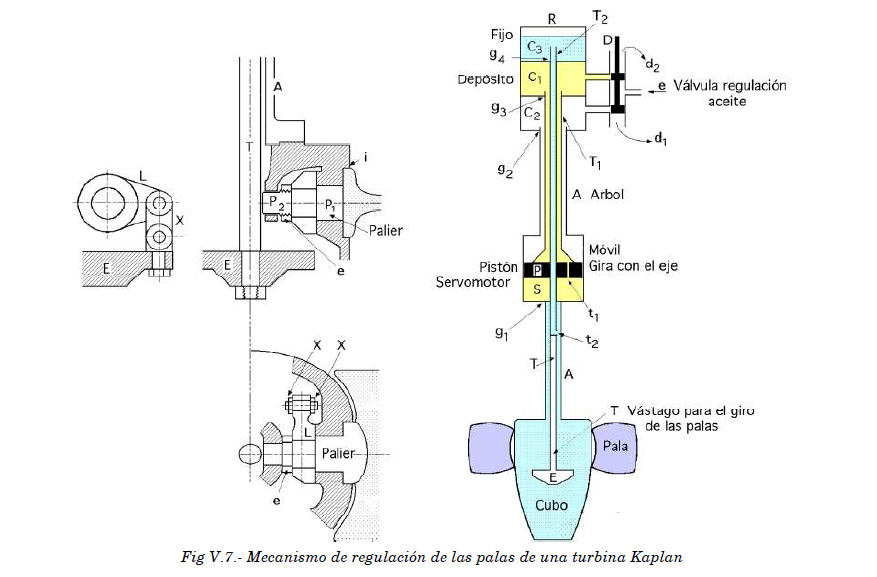 A
T
L
X
E
E
P₂
P₁
i
Palier
e
X X
L
Palier
e
R
T₂
Fijo
C₃
D
g₄
d₂
Depósito
C₁
e
Válvula regulación
aceite
g₃
C₂
d₁
T₁
g₂
A Arbol
Móvil
Gira con el eje
Pistón
Servomotor
P
S
t₁
g₁
t₂
T
A
T Vástago para el giro
de las palas
Pala
E
Cubo
Fig V.7.- Mecanismo de regulación de las palas de una turbina Kaplan